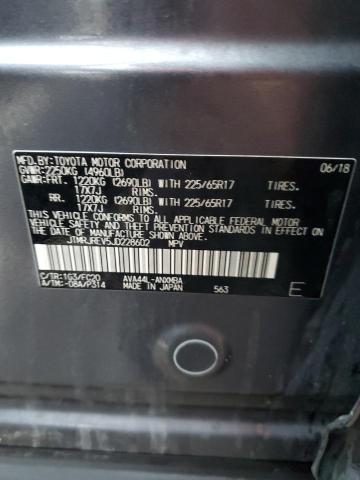 MFD.BY:TOYOTA MOTOR CORPORATION 06/18
GVWR:2250KG (4960LB)
GAWR-FRT. 1220KG (2690LB) WITH 225/65R17 TIRES.
17X7J RIMS.
RR. 1220KG (2690LB) WITH 225/65R17 TIRES.
17X7J RIMS.
THIS VEHICLE CONFORMS TO ALL APPLICABLE FEDERAL MOTOR
VEHICLE SAFETY AND THEFT PREVENTION STANDARDS IN EFFECT ON
THE DATE OF MANUFACTURE SHOWN ABOVE.
JTMRJREV5JD228602 MPV
C/TR:1G3/FC20 AVA44L-ANXMBA
A/TM:-08A/P314 MADE IN JAPAN 563 E